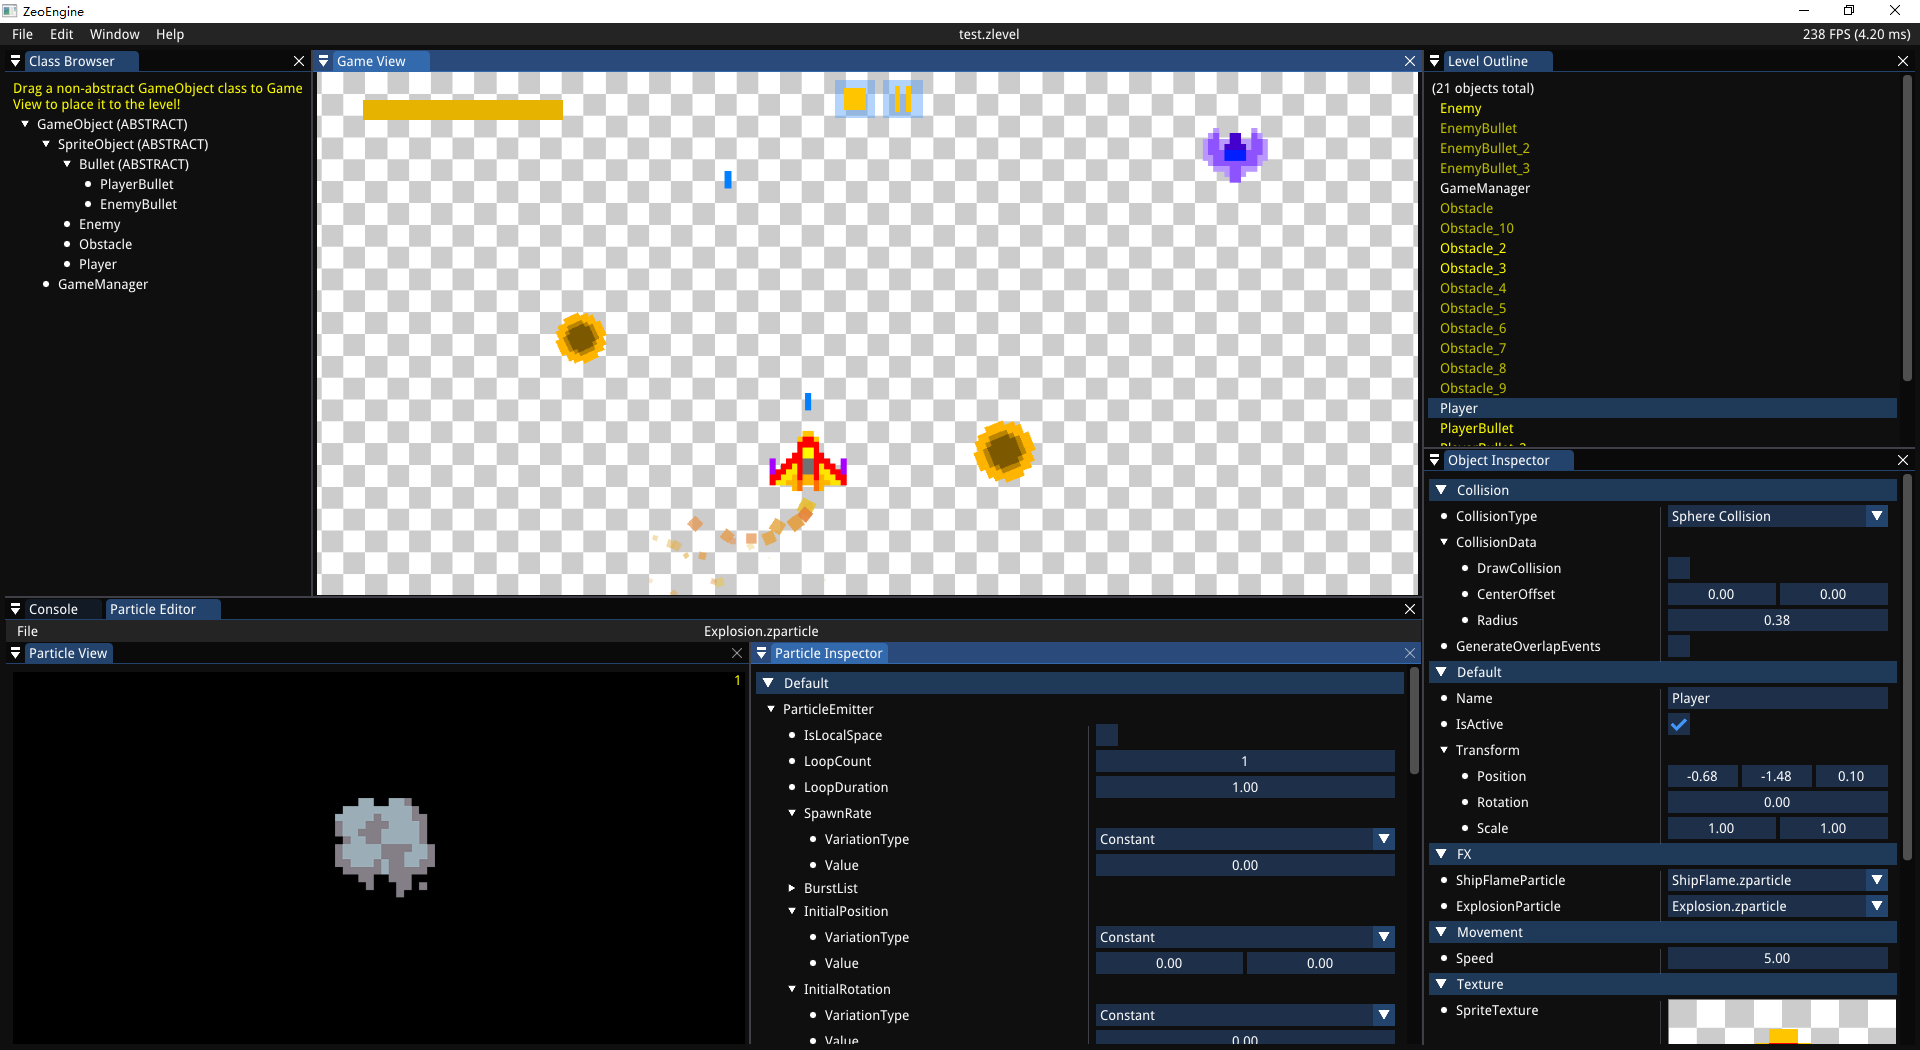 ZeoEngine
File Edit Window Help
test.zlevel
238 FPS (4.20 ms)
Class Browser
Drag a non-abstract GameObject class to Game
View to place it to the level!
GameObject (ABSTRACT)
SpriteObject (ABSTRACT)
Bullet (ABSTRACT)
PlayerBullet
EnemyBullet
Enemy
Obstacle
Player
GameManager
Game View
Level Outline
(21 objects total)
Enemy
EnemyBullet
EnemyBullet_2
EnemyBullet_3
GameManager
Obstacle
Obstacle_10
Obstacle_2
Obstacle_3
Obstacle_4
Obstacle_5
Obstacle_6
Obstacle_7
Obstacle_8
Obstacle_9
Player
PlayerBullet
Console
Particle Editor
File
Explosion.zparticle
Particle View
1
Particle Inspector
Default
ParticleEmitter
IsLocalSpace
LoopCount 1
LoopDuration 1.00
SpawnRate
VariationType Constant
Value 0.00
BurstList
InitialPosition
VariationType Constant
Value 0.00 0.00
InitialRotation
VariationType Constant
Value 0.00
Object Inspector
Collision
CollisionType Sphere Collision
CollisionData
DrawCollision
CenterOffset 0.00 0.00
Radius 0.38
GenerateOverlapEvents
Default
Name Player
IsActive
Transform
Position -0.68 -1.48 0.10
Rotation 0.00
Scale 1.00 1.00
FX
ShipFlameParticle ShipFlame.zparticle
ExplosionParticle Explosion.zparticle
Movement
Speed 5.00
Texture
SpriteTexture